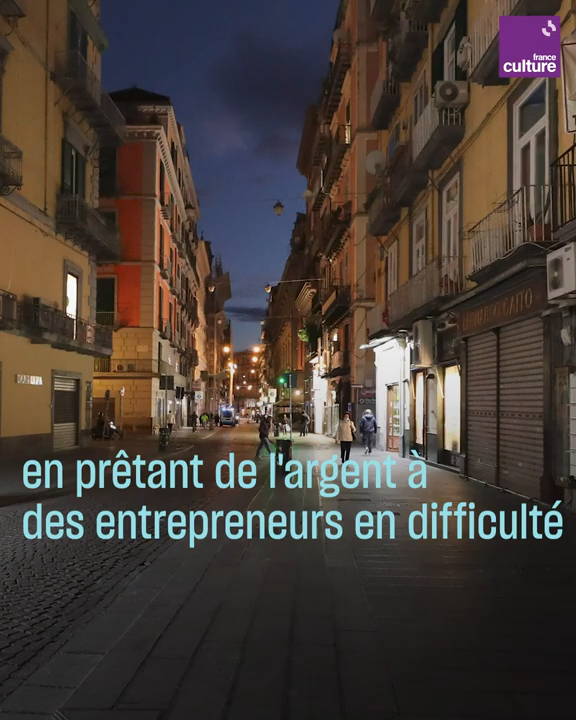 france
culture
en prêtant de l'argent à
des entrepreneurs en difficulté